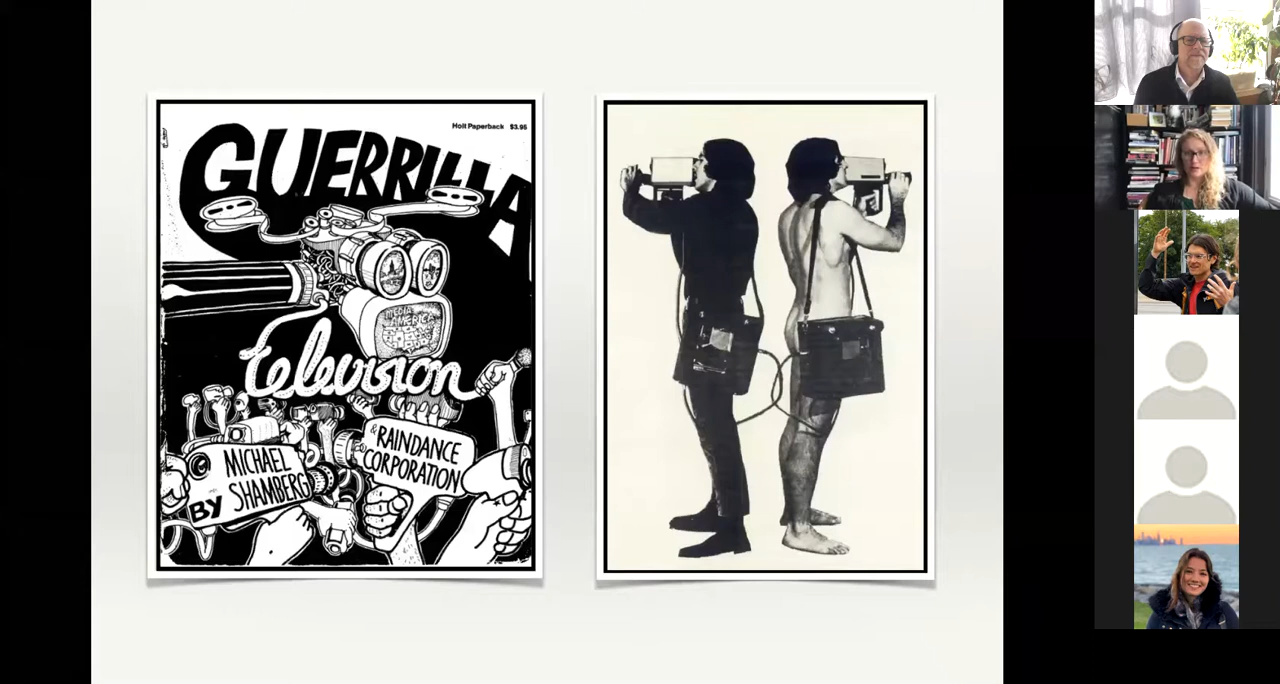 Holt Paperback $3.95
GUERRILLA
MEDIA
AMERICA
television
BY MICHAEL
SHAMBERG
& RAINDANCE
CORPORATION